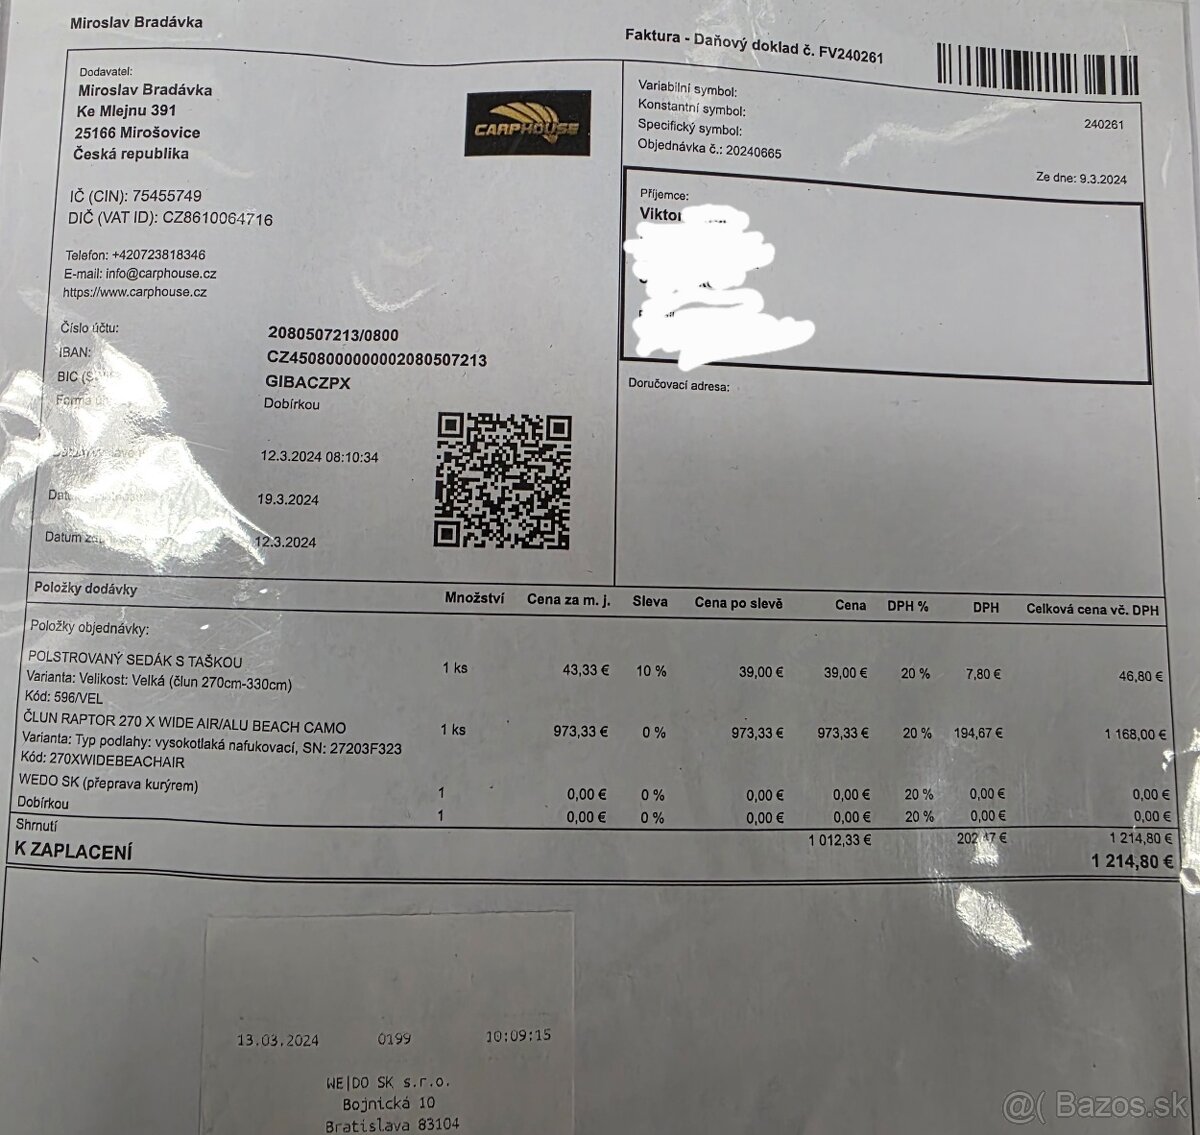 Miroslav Bradávka
Faktura - Daňový doklad č. FV240261
Dodavatel:
Miroslav Bradávka
Ke Mlejnu 391
25166 Mirošovice
Česká republika
CARPHOUSE
IČ (CIN): 75455749
DIČ (VAT ID): CZ8610064716
Telefon: +420723818346
E-mail: info@carphouse.cz
https://www.carphouse.cz
Číslo účtu: 2080507213/0800
IBAN: CZ4508000000002080507213
BIC GIBACZPX
Forma Dobírkou
12.3.2024 08:10:34
19.3.2024
Datum 12.3.2024
Variabilní symbol: 240261
Konstantní symbol:
Specifický symbol:
Objednávka č.: 20240665
Ze dne: 9.3.2024
Příjemce:
Viktor
Doručovací adresa:
Položky dodávky Množství Cena za m. j. Sleva Cena po slevě Cena DPH % DPH Celková cena vč. DPH
Položky objednávky:
POLSTROVANÝ SEDÁK S TAŠKOU 1 ks 43,33 € 10 % 39,00 € 39,00 € 20 % 7,80 € 46,80 €
Varianta: Velikost: Velká (člun 270cm-330cm)
Kód: 596/VEL
ČLUN RAPTOR 270 X WIDE AIR/ALU BEACH CAMO 1 ks 973,33 € 0 % 973,33 € 973,33 € 20 % 194,67 € 1 168,00 €
Varianta: Typ podlahy: vysokotlaká nafukovací, SN: 27203F323
Kód: 270XWIDEBEACHAIR
WEDO SK (přeprava kurýrem) 1 0,00 € 0 % 0,00 € 0,00 € 20 % 0,00 € 0,00 €
Dobírkou 1 0,00 € 0 % 0,00 € 0,00 € 20 % 0,00 € 0,00 €
Shrnutí 1 012,33 € 202,47 € 1 214,80 €
K ZAPLACENÍ 1 214,80 €
13.03.2024 0199 10:09:15
WE|DO SK s.r.o.
Bojnická 10
Bratislava 83104
@( Bazos.sk